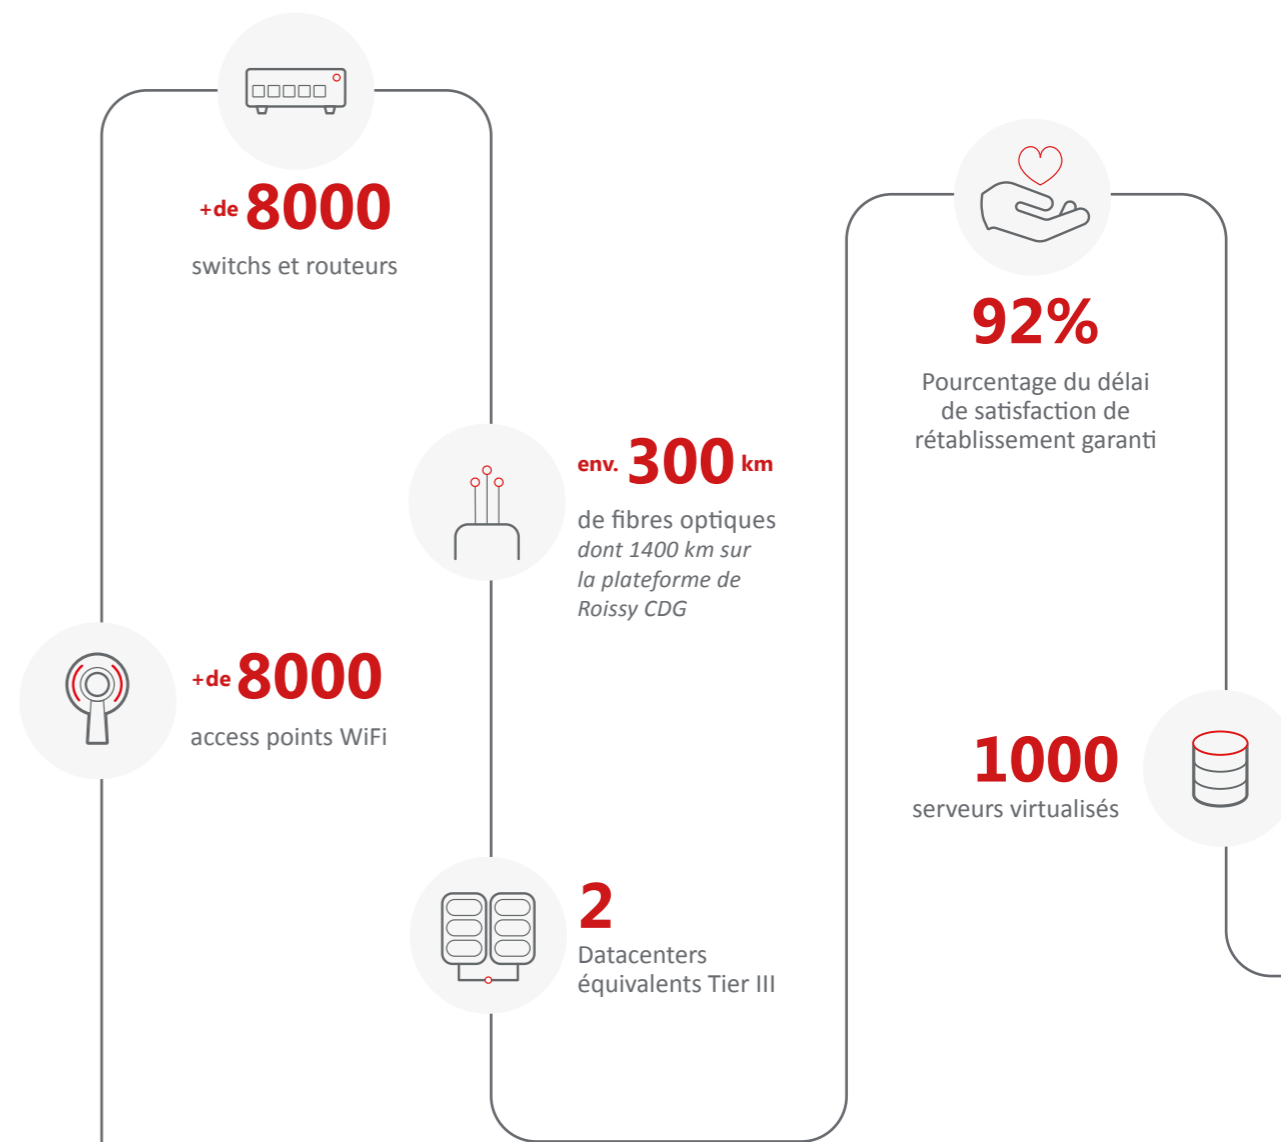 +de 8000
switchs et routeurs
env. 300 km
de fibres optiques
dont 1400 km sur
la plateforme de
Roissy CDG
+de 8000
access points WiFi
2
Datacenters
équivalents Tier III
92%
Pourcentage du délai
de satisfaction de
rétablissement garanti
1000
serveurs virtualisés